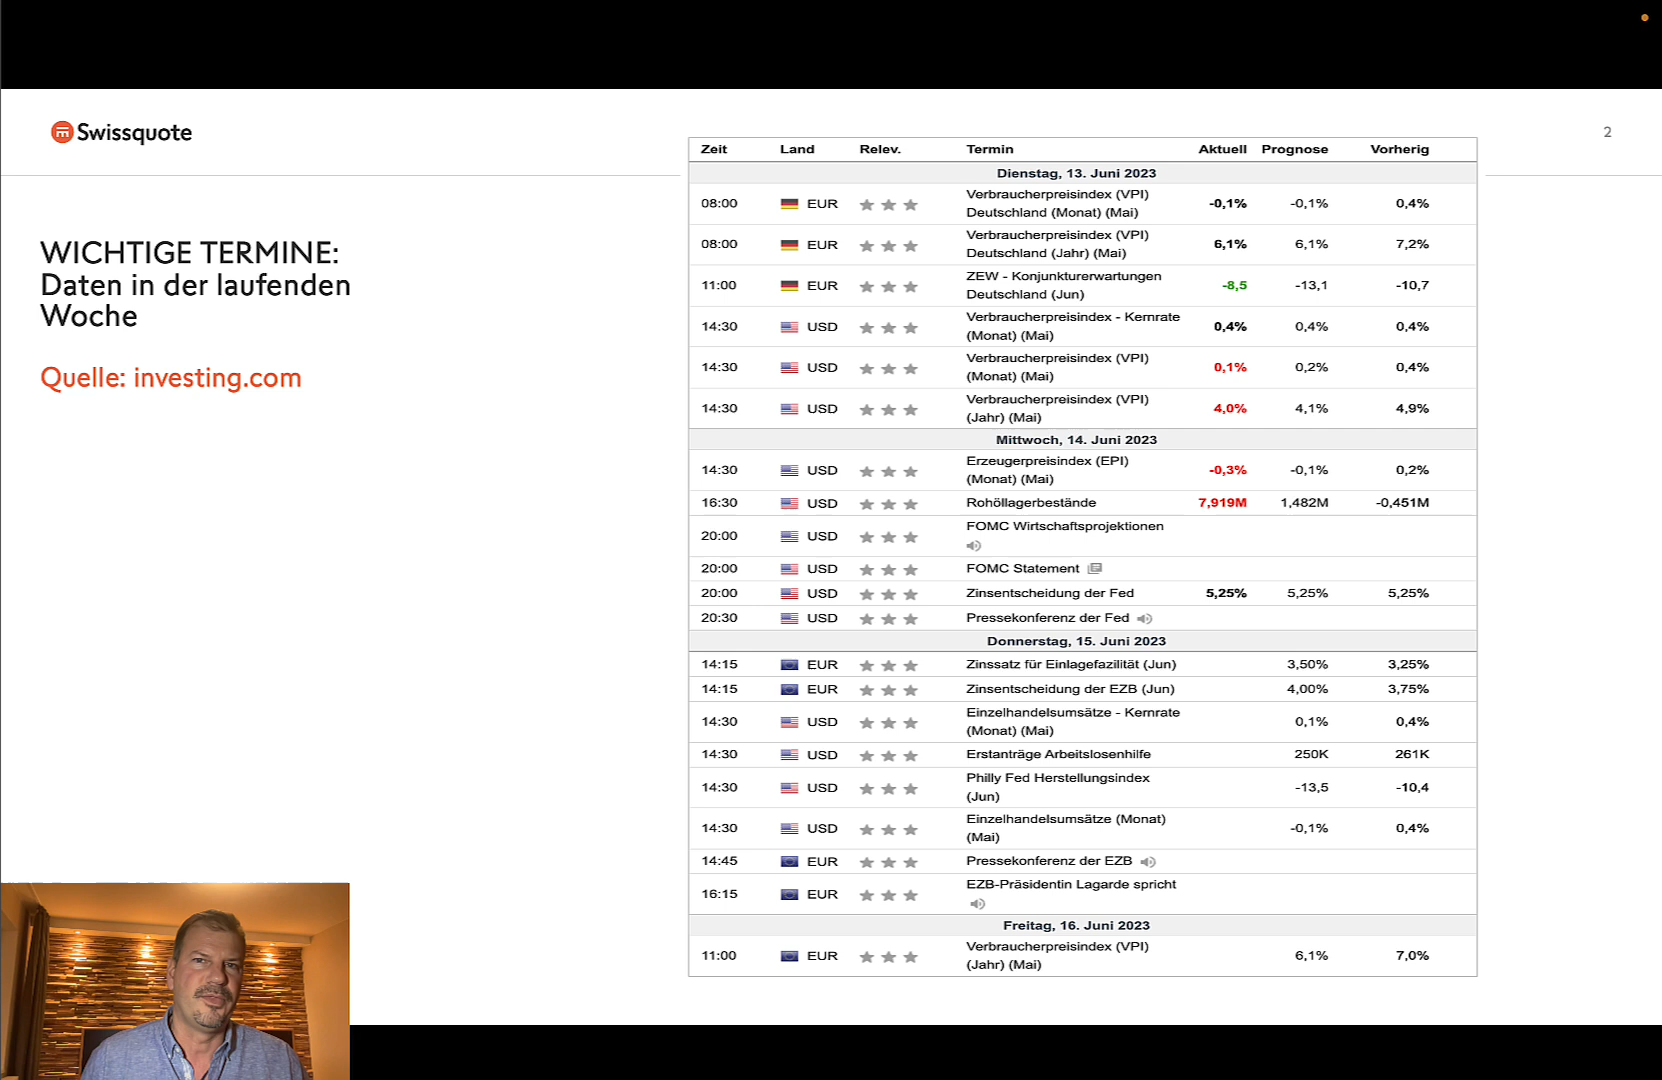 Swissquote
2
WICHTIGE TERMINE:
Daten in der laufenden
Woche
Quelle: investing.com
Zeit Land Relev. Termin Aktuell Prognose Vorherig
Dienstag, 13. Juni 2023
08:00 EUR Verbraucherpreisindex (VPI)
Deutschland (Monat) (Mai) -0,1% -0,1% 0,4%
08:00 EUR Verbraucherpreisindex (VPI)
Deutschland (Jahr) (Mai) 6,1% 6,1% 7,2%
11:00 EUR ZEW - Konjunkturerwartungen
Deutschland (Jun) -8,5 -13,1 -10,7
14:30 USD Verbraucherpreisindex - Kernrate
(Monat) (Mai) 0,4% 0,4% 0,4%
14:30 USD Verbraucherpreisindex (VPI)
(Monat) (Mai) 0,1% 0,2% 0,4%
14:30 USD Verbraucherpreisindex (VPI)
(Jahr) (Mai) 4,0% 4,1% 4,9%
Mittwoch, 14. Juni 2023
14:30 USD Erzeugerpreisindex (EPI)
(Monat) (Mai) -0,3% -0,1% 0,2%
16:30 USD Rohöllagerbestände 7,919M 1,482M -0,451M
20:00 USD FOMC Wirtschaftsprojektionen
20:00 USD FOMC Statement
20:00 USD Zinsentscheidung der Fed 5,25% 5,25% 5,25%
20:30 USD Pressekonferenz der Fed
Donnerstag, 15. Juni 2023
14:15 EUR Zinssatz für Einlagefazilität (Jun) 3,50% 3,25%
14:15 EUR Zinsentscheidung der EZB (Jun) 4,00% 3,75%
14:30 USD Einzelhandelsumsätze - Kernrate
(Monat) (Mai) 0,1% 0,4%
14:30 USD Erstanträge Arbeitslosenhilfe 250K 261K
14:30 USD Philly Fed Herstellungsindex
(Jun) -13,5 -10,4
14:30 USD Einzelhandelsumsätze (Monat)
(Mai) -0,1% 0,4%
14:45 EUR Pressekonferenz der EZB
16:15 EUR EZB-Präsidentin Lagarde spricht
Freitag, 16. Juni 2023
11:00 EUR Verbraucherpreisindex (VPI)
(Jahr) (Mai) 6,1% 7,0%